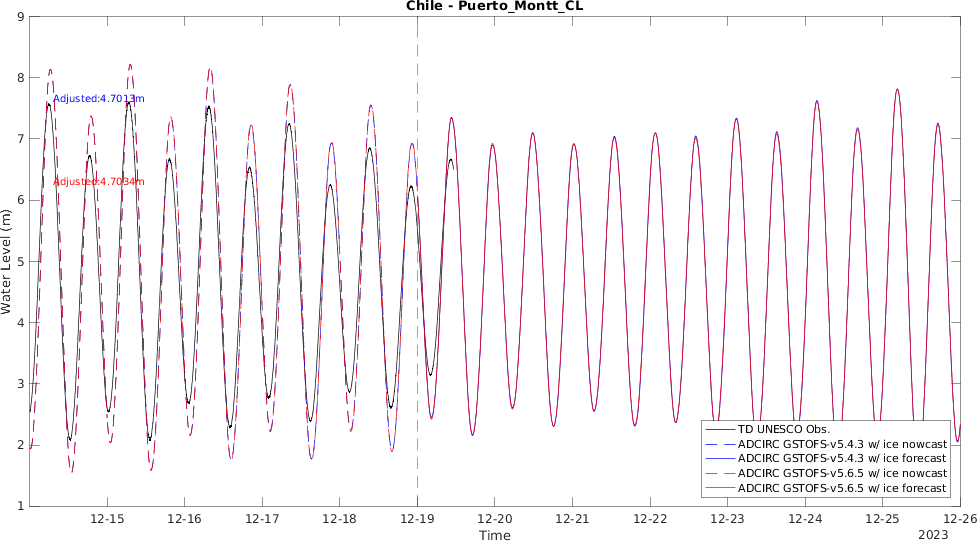 Chile - Puerto_Montt_CL
9
8
7
6
5
4
3
2
1
Water Level (m)
Adjusted:4.7013m
Adjusted:4.7034m
TD UNESCO Obs.
ADCIRC GSTOFS-v5.4.3 w/ ice nowcast
ADCIRC GSTOFS-v5.4.3 w/ ice forecast
ADCIRC GSTOFS-v5.6.5 w/ ice nowcast
ADCIRC GSTOFS-v5.6.5 w/ ice forecast
12-15 12-16 12-17 12-18 12-19 12-20 12-21 12-22 12-23 12-24 12-25 12-26
Time 2023